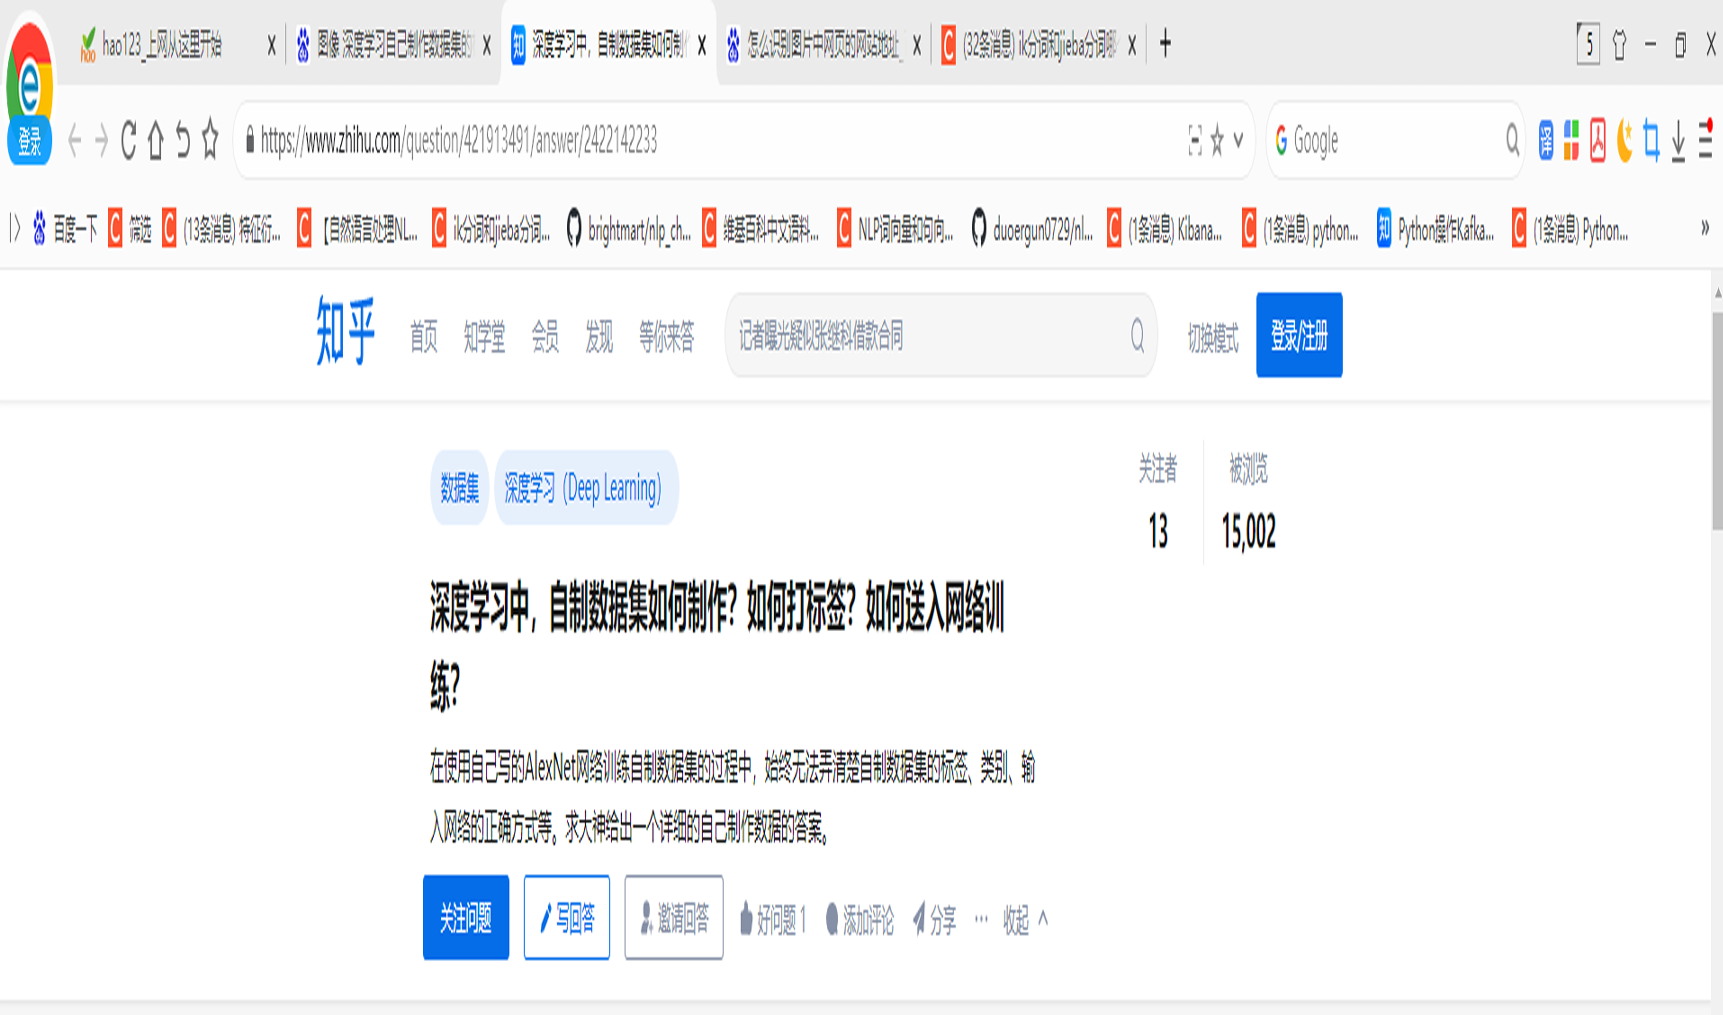 hao123_上网从这里开始
图像 深度学习自己制作数据集的
深度学习中，自制数据集如何制
怎么识别图片中网页的网站地址_
(32条消息) ik分词和jieba分词哪
5
登录
https://www.zhihu.com/question/421913491/answer/2422142233
Google
译
百度一下
筛选
(13条消息) 特征衍...
【自然语言处理NL...
ik分词和jieba分词...
brightmart/nlp_ch...
维基百科中文语料...
NLP词向量和句向...
duoergun0729/nl...
(1条消息) Kibana...
(1条消息) python...
Python操作Kafka...
(1条消息) Python...
知乎
首页
知学堂
会员
发现
等你来答
记者曝光疑似张继科借款合同
切换模式
登录/注册
数据集
深度学习（Deep Learning）
关注者
13
被浏览
15,002
深度学习中，自制数据集如何制作？如何打标签？如何送入网络训
练？
在使用自己写的AlexNet网络训练自制数据集的过程中，始终无法弄清楚自制数据集的标签、类别、输
入网络的正确方式等。求大神给出一个详细的自己制作数据的答案。
关注问题
写回答
邀请回答
好问题 1
添加评论
分享
收起